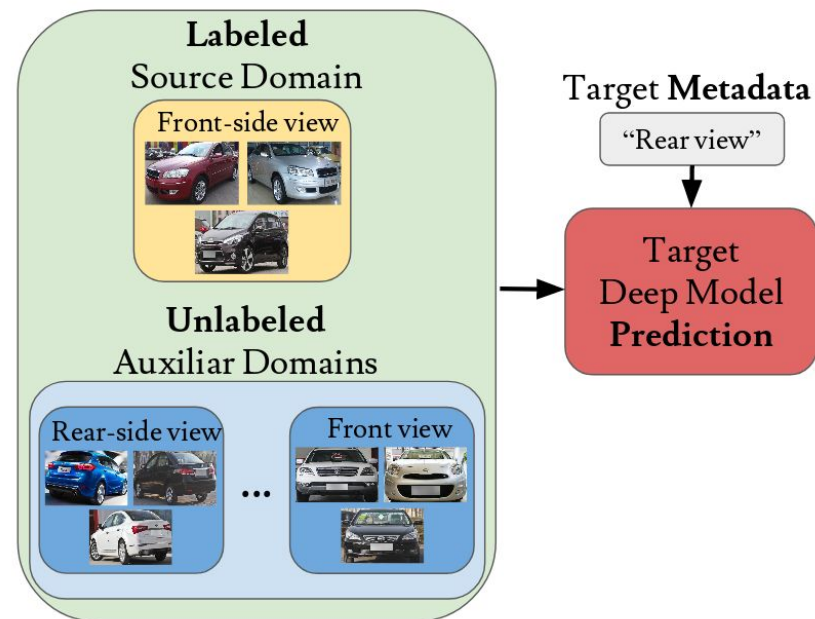 Labeled
Source Domain
Front-side view
Unlabeled
Auxiliar Domains
Rear-side view
...
Front view
Target Metadata
“Rear view”
Target
Deep Model
Prediction